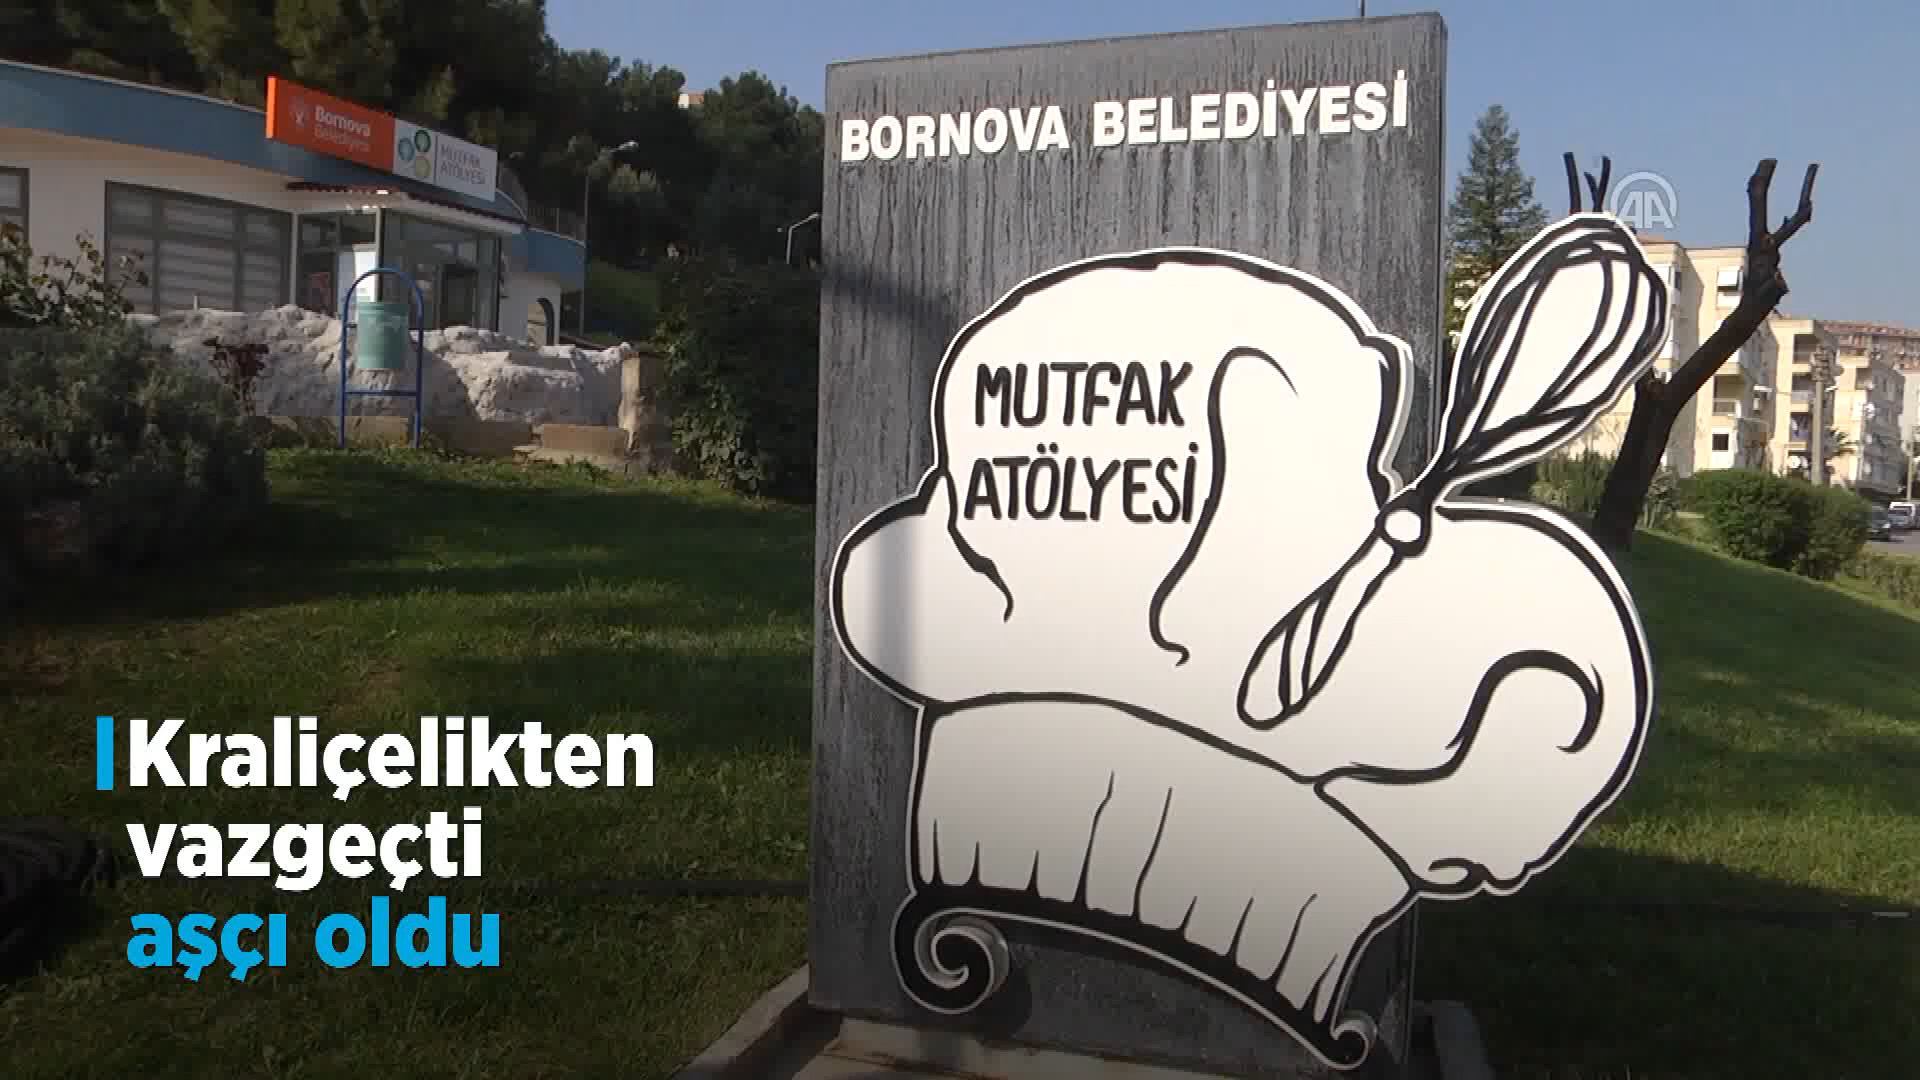 Bornova
Belediyesi
MUTFAK
ATÖLYESİ
BORNOVA BELEDİYESİ
AA
MUTFAK
ATÖLYESİ
Kraliçelikten
vazgeçti
aşçı oldu